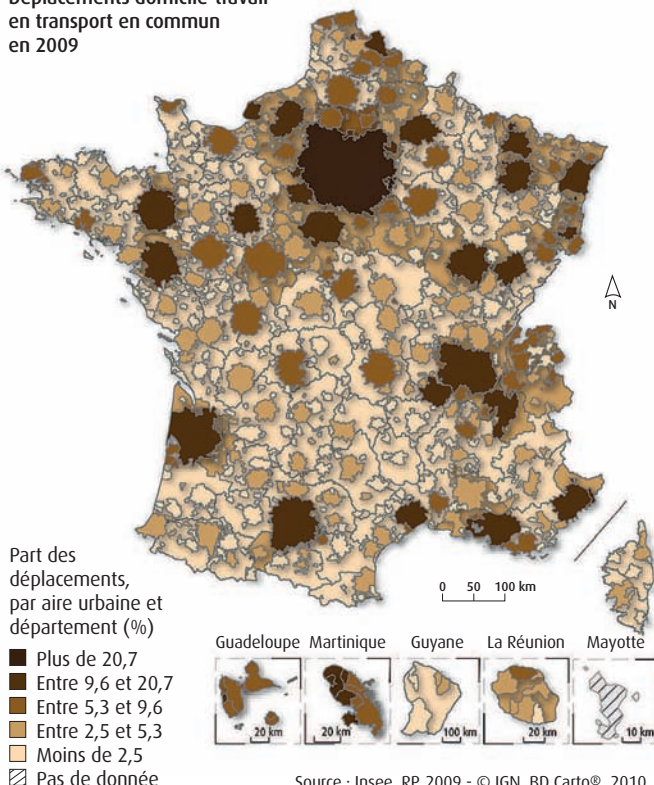 Déplacements domicile-travail
en transport en commun
en 2009
N
0 50 100 km
Part des
déplacements,
par aire urbaine et
département (%)
Plus de 20,7
Entre 9,6 et 20,7
Entre 5,3 et 9,6
Entre 2,5 et 5,3
Moins de 2,5
Pas de donnée
Guadeloupe Martinique Guyane La Réunion Mayotte
20 km 20 km 100 km 20 km 10 km
Source : Insee, RP 2009 - © IGN, BD Carto®, 2010